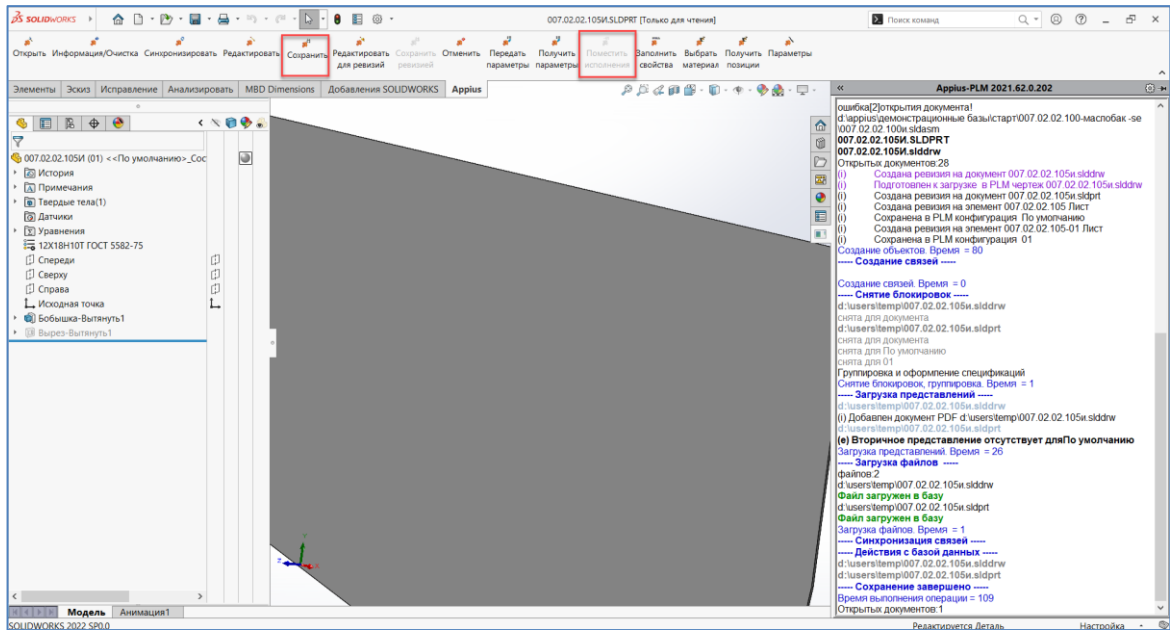 SOLIDWORKS
007.02.02.105И.SLDPRT [Только для чтения]
Поиск команд
Открыть Информация/Очистка Синхронизировать Редактировать Сохранить Редактировать для ревизий Сохранить ревизией Отменить Передать параметры Получить параметры Поместить исполнения Заполнить свойства Выбрать материал Получить позиции Параметры
Элементы Эскиз Исправление Анализировать MBD Dimensions Добавления SOLIDWORKS Appius
007.02.02.105И (01) <<По умолчанию>_Сос
История
Примечания
Твердые тела(1)
Датчики
Уравнения
12Х18Н10Т ГОСТ 5582-75
Спереди
Сверху
Справа
Исходная точка
Бобышка-Вытянуть1
Вырез-Вытянуть1
Appius-PLM 2021.62.0.202
ошибка[2]открытия документа!
d:\appius\демонстрационные базы\старт\007.02.02.100-маслобак -se
\007.02.02.100и.sldasm
007.02.02.105И.SLDPRT
007.02.02.105И.slddrw
Открытых документов:28
(i) Создана ревизия на документ 007.02.02.105и.slddrw
(i) Подготовлен к загрузке в PLM чертеж 007.02.02.105и.slddrw
(i) Создана ревизия на документ 007.02.02.105и.sldprt
(i) Создана ревизия на элемент 007.02.02.105 Лист
(i) Сохранена в PLM конфигурация По умолчанию
(i) Создана ревизия на элемент 007.02.02.105-01 Лист
(i) Сохранена в PLM конфигурация 01
Создание объектов. Время = 80
----- Создание связей -----
Создание связей. Время = 0
----- Снятие блокировок -----
d:\users\temp\007.02.02.105и.slddrw
снята для документа
d:\users\temp\007.02.02.105и.sldprt
снята для документа
снята для По умолчанию
снята для 01
Группировка и оформление спецификаций
Снятие блокировок, группировка. Время = 1
----- Загрузка представлений -----
d:\users\temp\007.02.02.105и.slddrw
(i) Добавлен документ PDF d:\users\temp\007.02.02.105и.slddrw
d:\users\temp\007.02.02.105и.sldprt
(e) Вторичное представление отсутствует дляПо умолчанию
Загрузка представлений. Время = 26
----- Загрузка файлов -----
файлов:2
d:\users\temp\007.02.02.105и.slddrw
Файл загружен в базу
d:\users\temp\007.02.02.105и.sldprt
Файл загружен в базу
Загрузка файлов. Время = 1
----- Синхронизация связей -----
----- Действия с базой данных -----
d:\users\temp\007.02.02.105и.slddrw
d:\users\temp\007.02.02.105и.sldprt
----- Сохранение завершено -----
Время выполнения операции = 109
Открытых документов:1
Модель Анимация1
SOLIDWORKS 2022 SP0.0
Редактируется Деталь Настройка